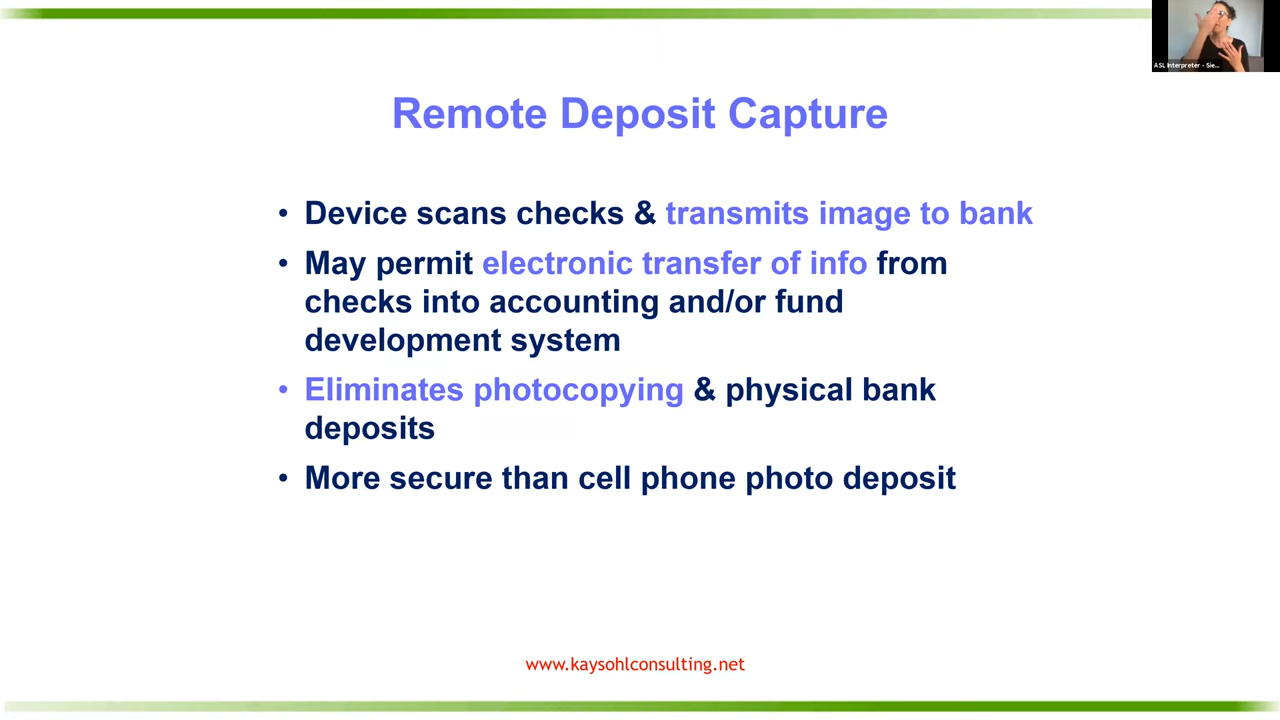 ASL Interpreter - Sie...
Remote Deposit Capture
• Device scans checks & transmits image to bank
• May permit electronic transfer of info from
checks into accounting and/or fund
development system
• Eliminates photocopying & physical bank
deposits
• More secure than cell phone photo deposit
www.kaysohlconsulting.net